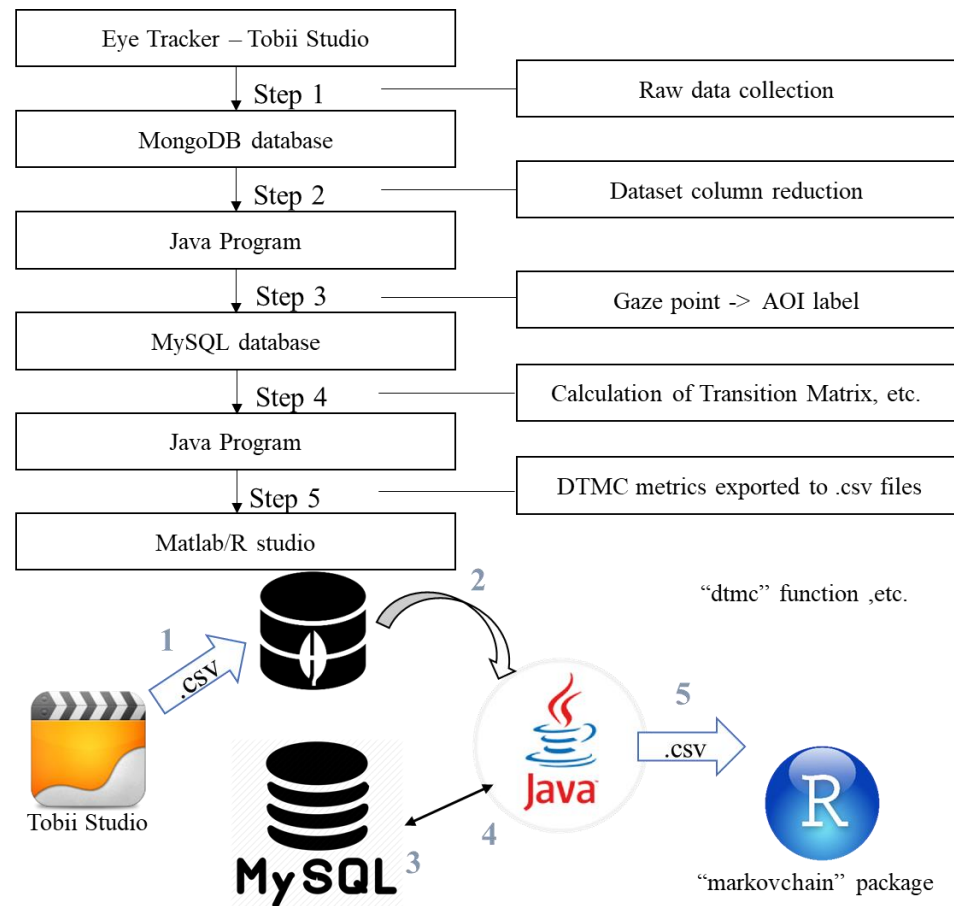 Eye Tracker – Tobii Studio
Step 1
Raw data collection
MongoDB database
Step 2
Dataset column reduction
Java Program
Step 3
Gaze point -> AOI label
MySQL database
Step 4
Calculation of Transition Matrix, etc.
Java Program
Step 5
DTMC metrics exported to .csv files
Matlab/R studio
2
“dtmc” function ,etc.
1
.csv
5
.csv
Java
R
Tobii Studio
4
3
MySQL
“markovchain” package